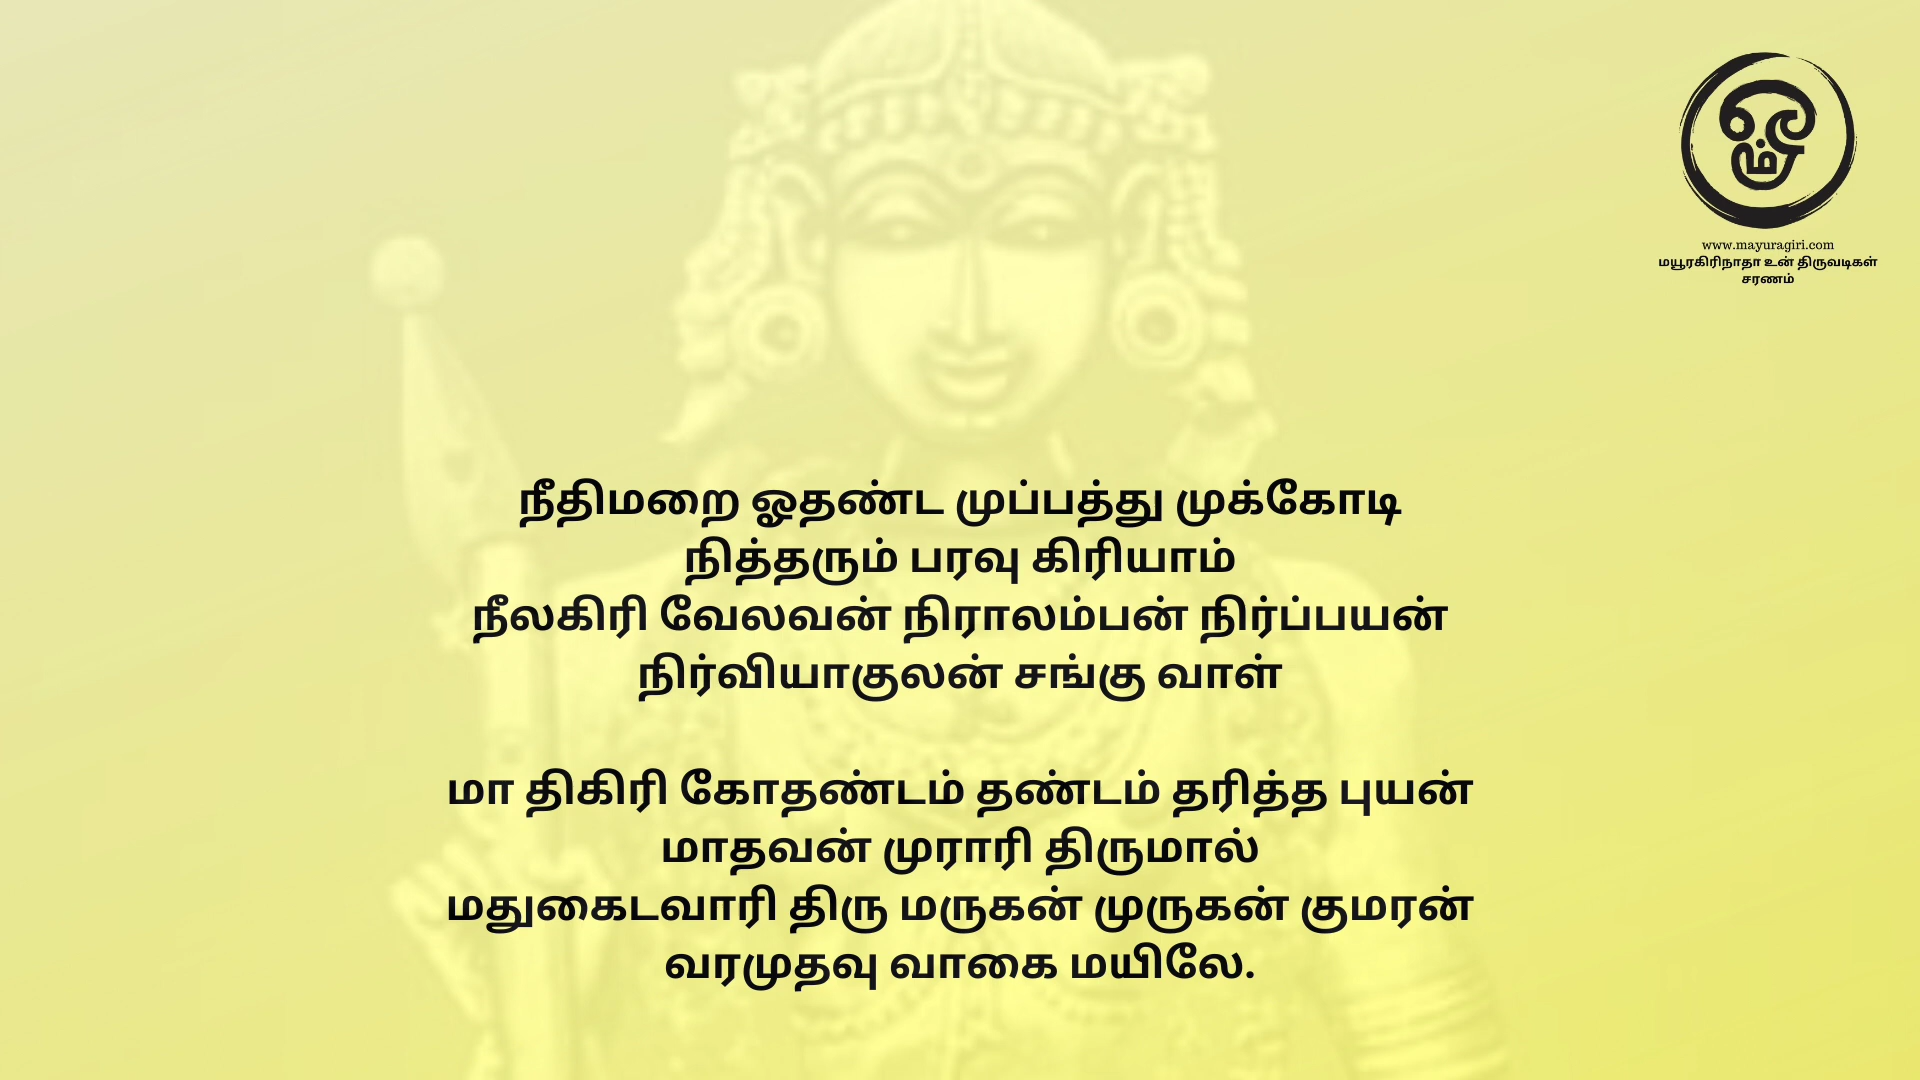 ஓம்
www.mayuragiri.com
மயூரகிரிநாதா உன் திருவடிகள்
சரணம்
நீதிமறை ஓதண்ட முப்பத்து முக்கோடி
நித்தரும் பரவு கிரியாம்
நீலகிரி வேலவன் நிராலம்பன் நிர்ப்பயன்
நிர்வியாகுலன் சங்கு வாள்
மா திகிரி கோதண்டம் தண்டம் தரித்த புயன்
மாதவன் முராரி திருமால்
மதுகைடவாரி திரு மருகன் முருகன் குமரன்
வரமுதவு வாகை மயிலே.